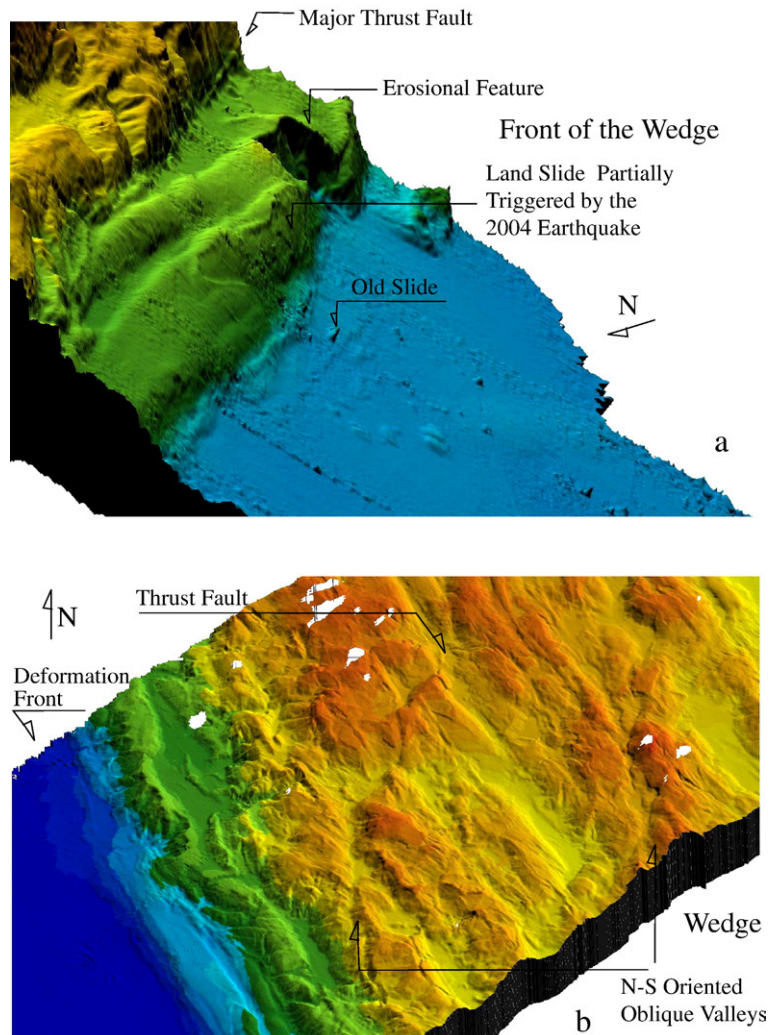 Major Thrust Fault
Erosional Feature
Front of the Wedge
Land Slide Partially
Triggered by the
2004 Earthquake
Old Slide
N
a
Thrust Fault
N
Deformation
Front
Wedge
N-S Oriented
Oblique Valleys
b